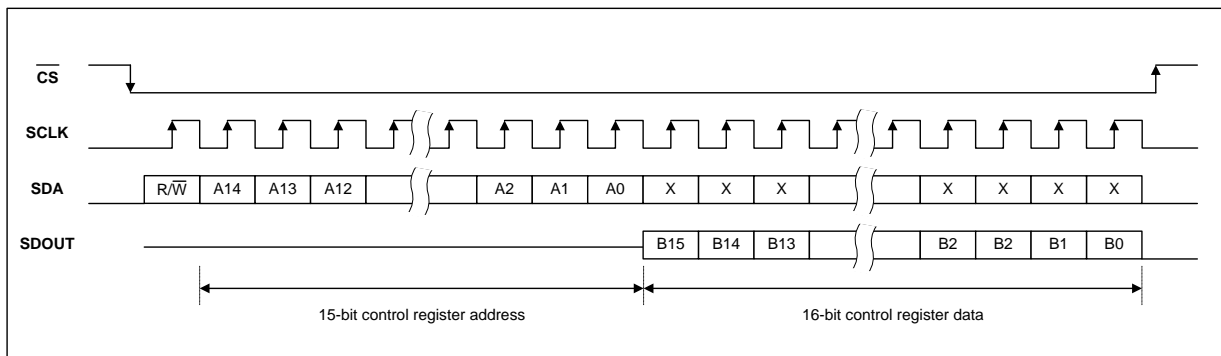 CS
SCLK
SDA R/W A14 A13 A12 A2 A1 A0 X X X X X X X
SDOUT B15 B14 B13 B2 B2 B1 B0
15-bit control register address 16-bit control register data